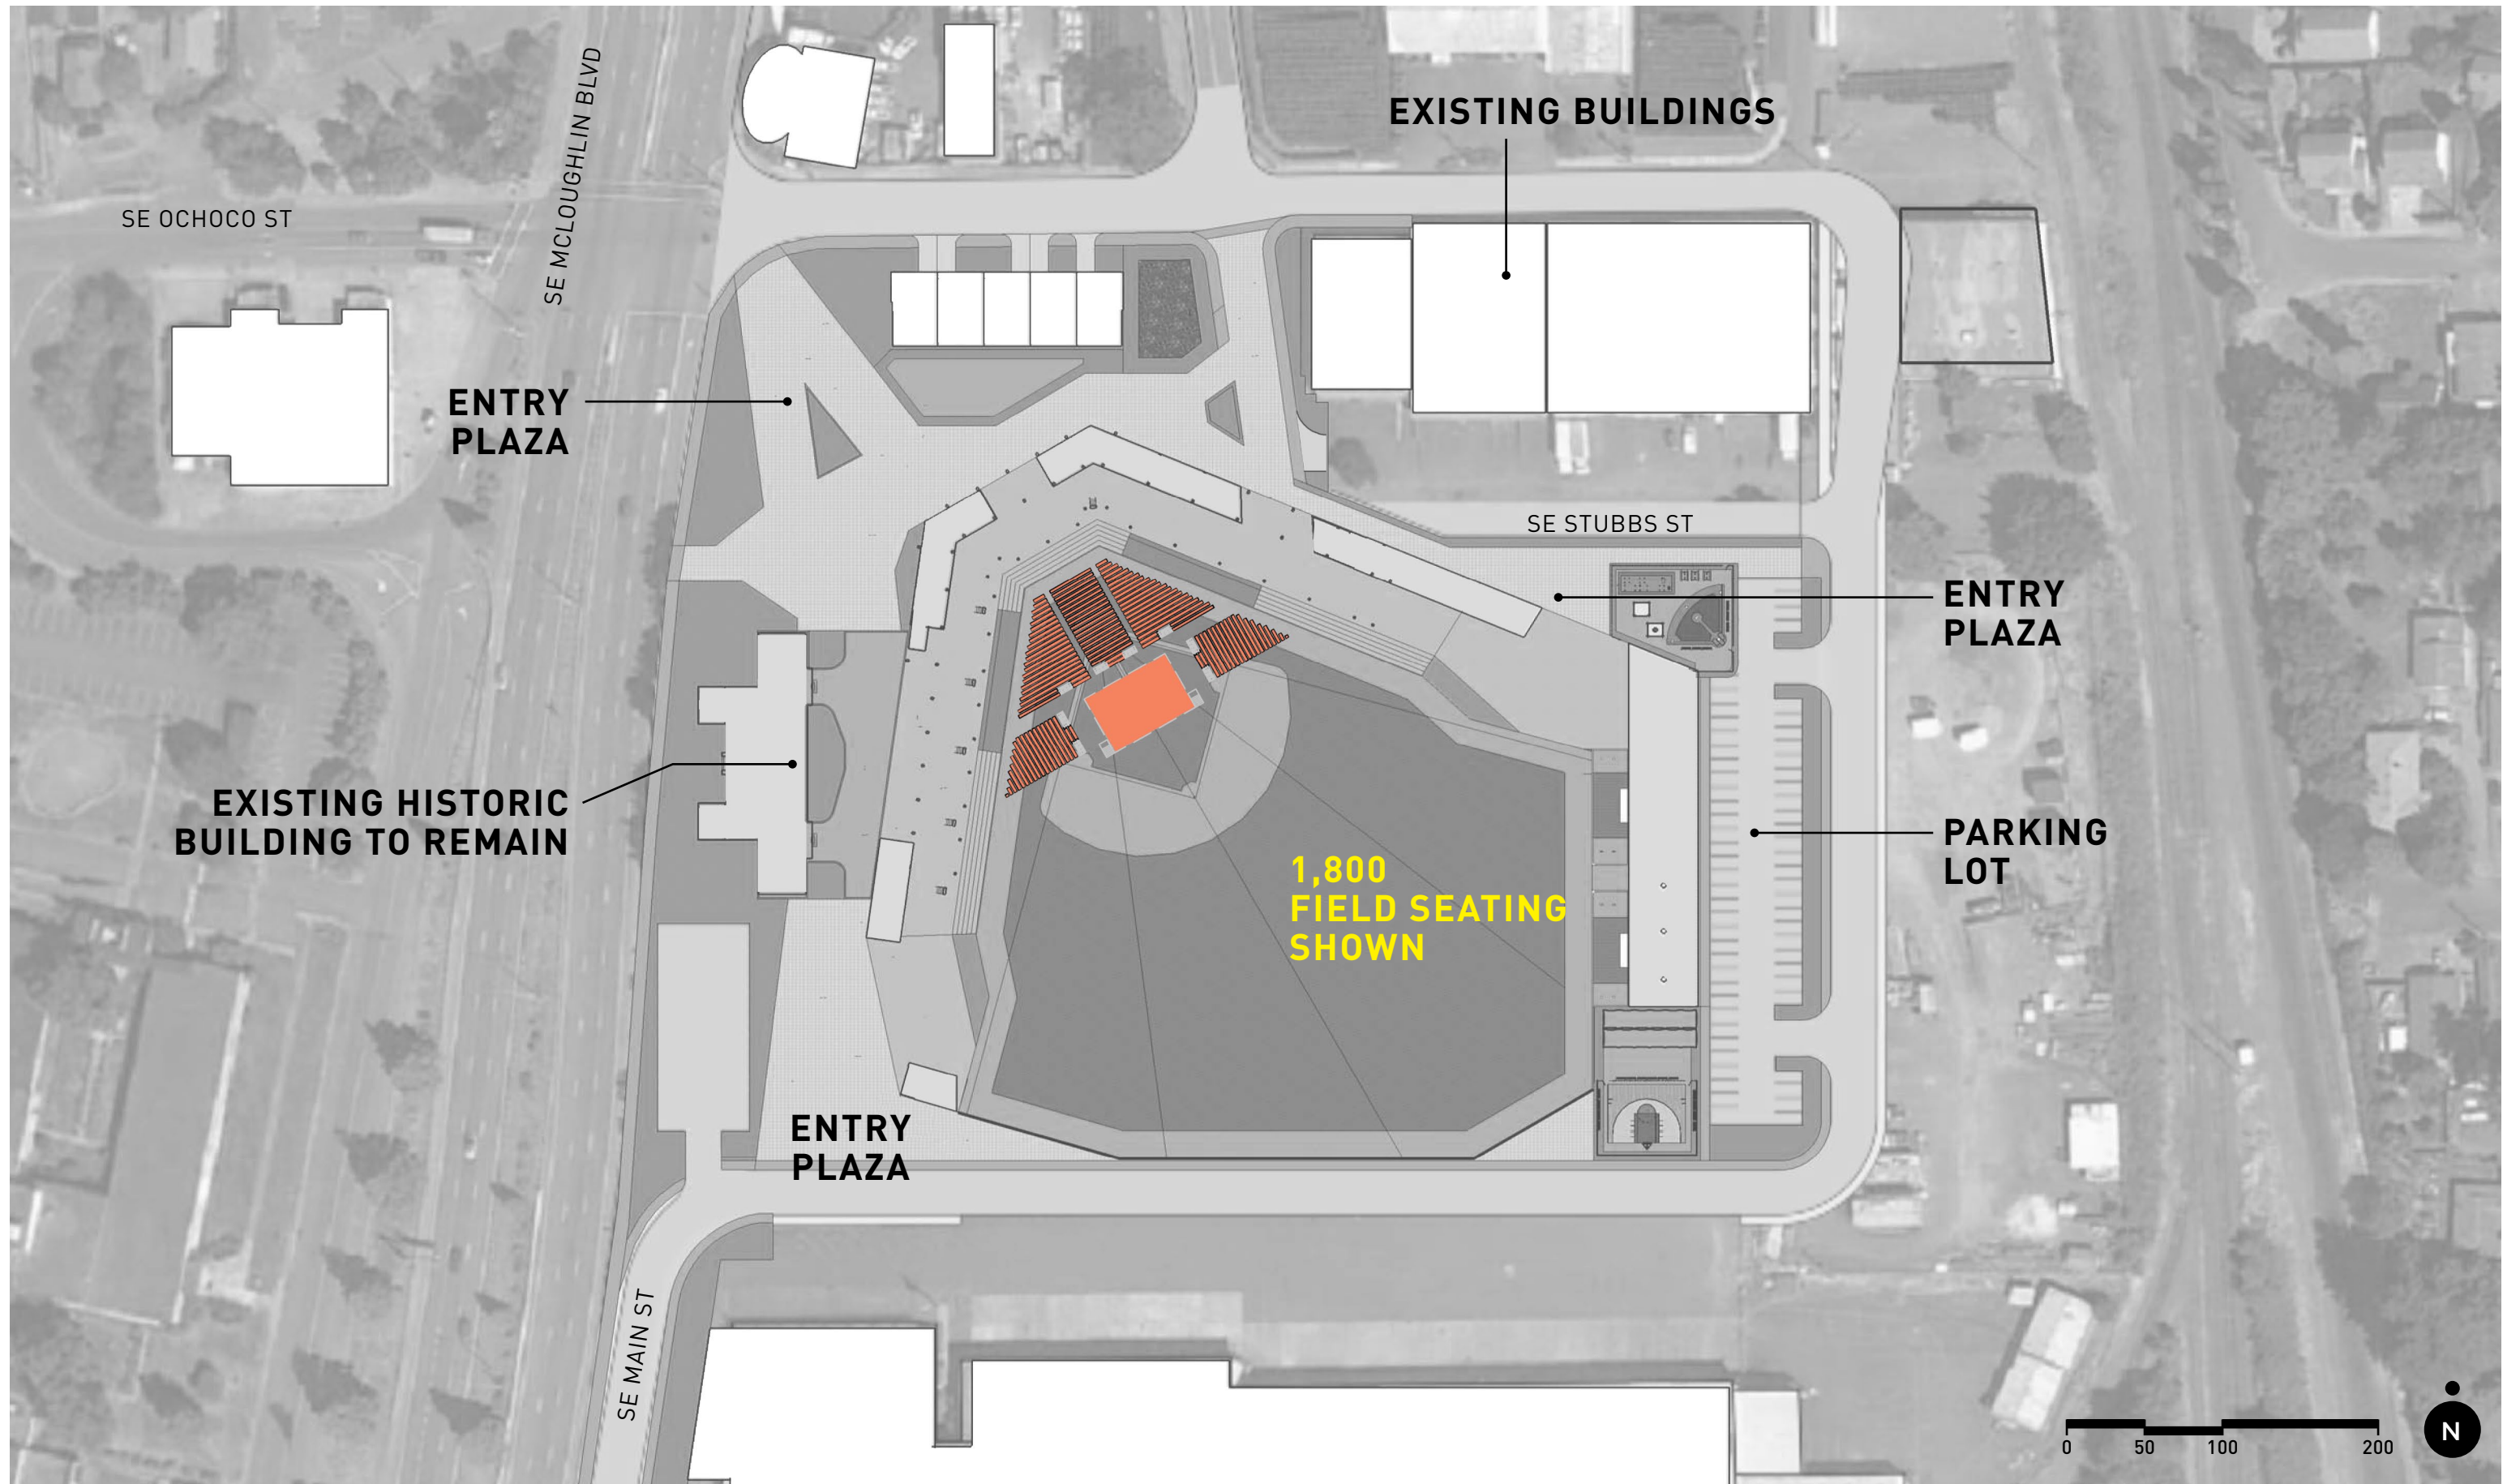 EXISTING BUILDINGS
SE MCLOUGHLIN BLVD
SE OCHOCO ST
ENTRY
PLAZA
SE STUBBS ST
ENTRY
PLAZA
EXISTING HISTORIC
BUILDING TO REMAIN
PARKING
LOT
1,800
FIELD SEATING
SHOWN
ENTRY
PLAZA
SE MAIN ST
0 50 100 200
N